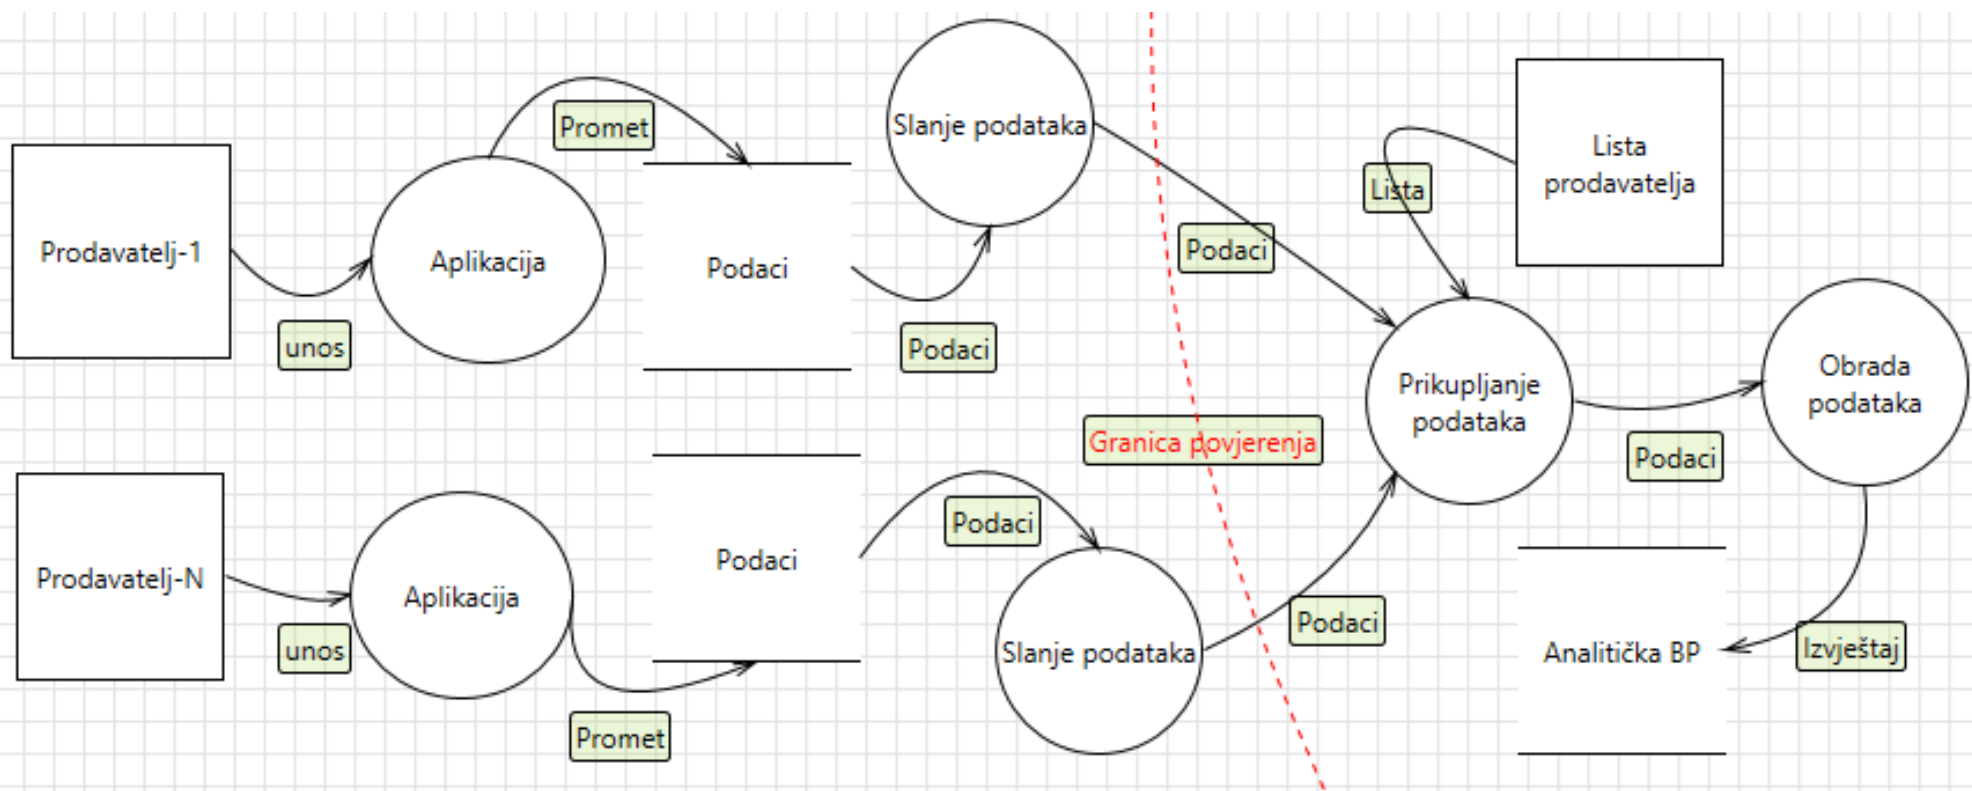 Slanje podataka
Promet
Lista
prodavatelja
Lista
Prodavatelj-1
Aplikacija
Podaci
Podaci
unos
Podaci
Obrada
podataka
Prikupljanje
podataka
Granica povjerenja
Podaci
Podaci
Podaci
Prodavatelj-N
Aplikacija
unos
Slanje podataka
Podaci
Analitička BP
Izvještaj
Promet